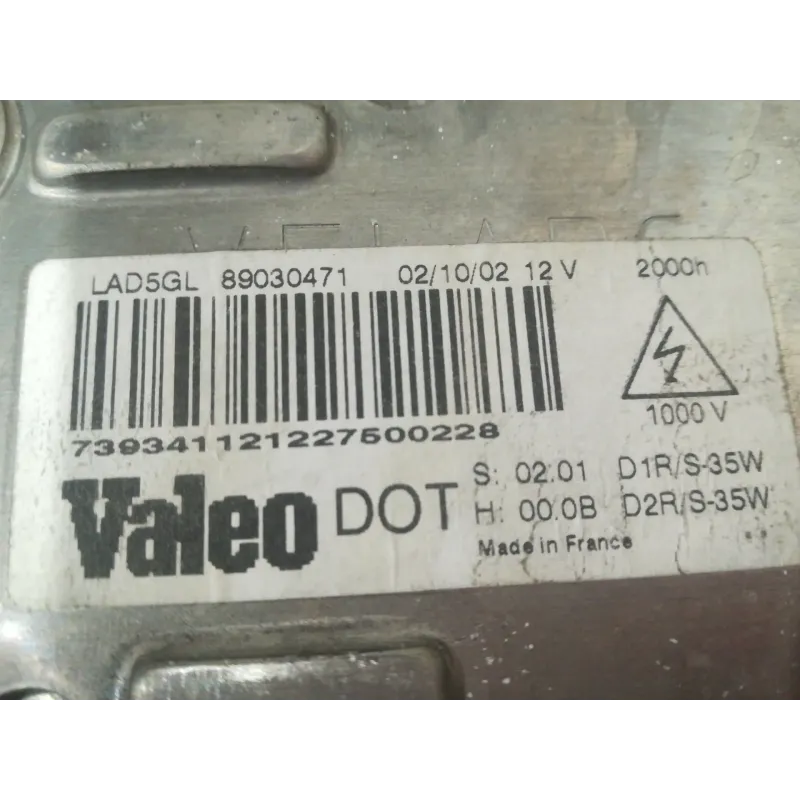 LAD5GL 89030471 02/10/02 12 V 2000h
739341121227500228
1000 V
Valeo DOT
S: 02.01 D1R/S-35W
H: 00.0B D2R/S-35W
Made in France